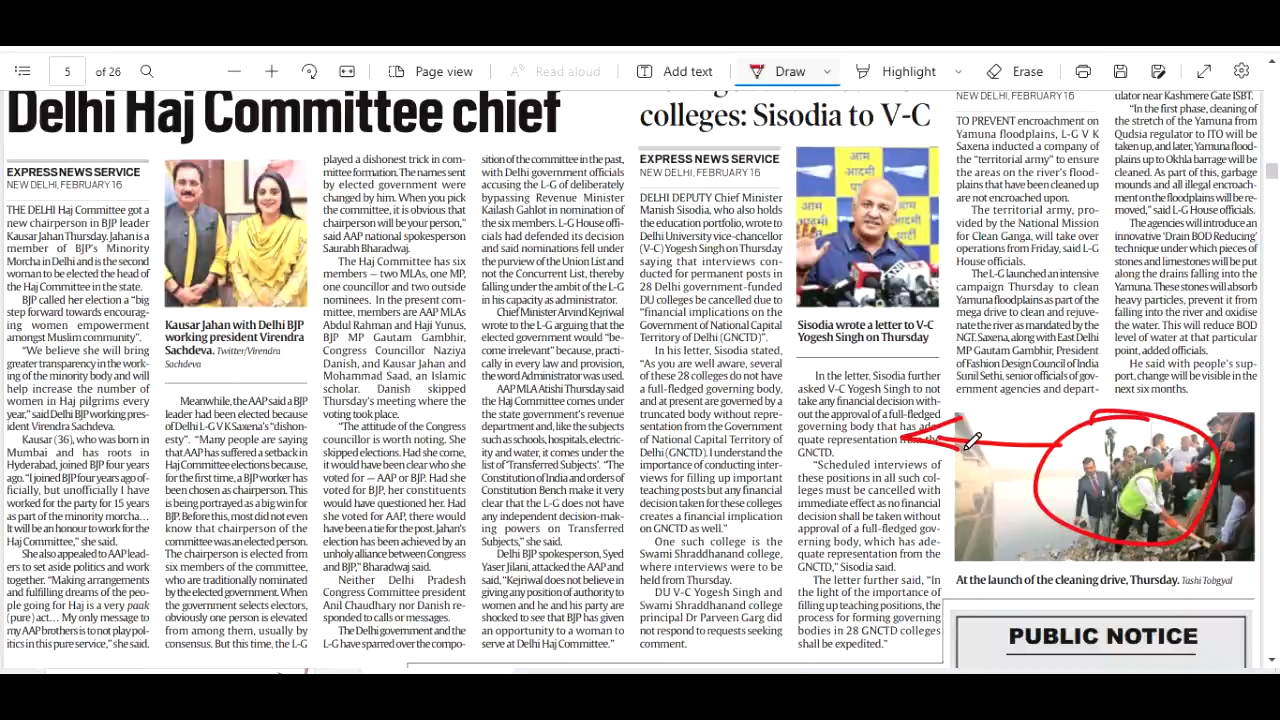 5
of 26
Page view
Read aloud
Add text
Draw
Highlight
Erase
Delhi Haj Committee chief
EXPRESS NEWS SERVICE
NEW DELHI, FEBRUARY 16
THE DELHI Haj Committee got a
new chairperson in BJP leader
Kausar Jahan Thursday. Jahan is a
member of BJP's Minority
Morcha in Delhi and is the second
woman to be elected the head of
the Haj Committee in the state.
BJP called her election a “big
step forward towards encourag-
ing women empowerment
amongst Muslim community”.
“We believe she will bring
greater transparency in the work-
ing of the minority body and will
help increase the number of
women in Haj pilgrims every
year,” said Delhi BJP working pres-
ident Virendra Sachdeva.
Kausar (36), who was born in
Mumbai and has roots in
Hyderabad, joined BJP four years
ago. “I joined BJP four years ago of-
ficially, but unofficially I have
worked for the party for 15 years
as part of the minority morcha...
It will be an honour to work for the
Haj Committee,” she said.
She also appealed to AAP lead-
ers to set aside politics and work
together. “Making arrangements
and fulfilling dreams of the peo-
ple going for Haj is a very paak
(pure) act... My only message to
my AAP brothers is to not play pol-
itics in this pure service,” she said.
Kausar Jahan with Delhi BJP
working president Virendra
Sachdeva. Twitter/Virendra
Sachdeva
Meanwhile, the AAP said a BJP
leader had been elected because
of Delhi L-G V K Saxena's “dishon-
esty”. “Many people are saying
that AAP has suffered a setback in
Haj Committee elections because,
for the first time, a BJP worker has
been chosen as chairperson. This
is being portrayed as a big win for
BJP. Before this, most did not even
know that chairperson of the
committee was an elected person.
The chairperson is elected from
six members of the committee,
who are traditionally nominated
by the elected government. When
the government selects electors,
obviously one person is elevated
from among them, usually by
consensus. But this time, the L-G
played a dishonest trick in com-
mittee formation. The names sent
by elected government were
changed by him. When you pick
the committee, it is obvious that
chairperson will be your person,”
said AAP national spokesperson
Saurabh Bharadwaj.
The Haj Committee has six
members — two MLAs, one MP,
one councillor and two outside
nominees. In the present com-
mittee, members are AAP MLAs
Abdul Rahman and Haji Yunus,
BJP MP Gautam Gambhir,
Congress Councillor Naziya
Danish, and Kausar Jahan and
Mohammad Saad, an Islamic
scholar. Danish skipped
Thursday's meeting where the
voting took place.
“The attitude of the Congress
councillor is worth noting. She
skipped elections. Had she come,
it would have been clear who she
voted for — AAP or BJP. Had she
voted for BJP, her constituents
would have questioned her. Had
she voted for AAP, there would
have been a tie for the post. Jahan's
election has been achieved by an
unholy alliance between Congress
and BJP,” Bharadwaj said.
Neither Delhi Pradesh
Congress Committee president
Anil Chaudhary nor Danish re-
sponded to calls or messages.
The Delhi government and the
L-G have sparred over the compo-
sition of the committee in the past,
with Delhi government officials
accusing the L-G of deliberately
bypassing Revenue Minister
Kailash Gahlot in nomination of
the six members. L-G House offi-
cials had defended its decision
and said nominations fell under
the purview of the Union List and
not the Concurrent List, thereby
falling under the ambit of the L-G
in his capacity as administrator.
Chief Minister Arvind Kejriwal
wrote to the L-G arguing that the
elected government would “be-
come irrelevant” because, practi-
cally in every law and provision,
the word Administrator was used.
AAP MLA Atishi Thursday said
the Haj Committee comes under
the state government's revenue
department and, like the subjects
such as schools, hospitals, electric-
ity and water, it comes under the
list of ‘Transferred Subjects’. “The
Constitution of India and orders of
Constitution Bench make it very
clear that the L-G does not have
any independent decision-mak-
ing powers on Transferred
Subjects,” she said.
Delhi BJP spokesperson, Syed
Yaser Jilani, attacked the AAP and
said, “Kejriwal does not believe in
giving any position of authority to
women and he and his party are
shocked to see that BJP has given
an opportunity to a woman to
serve at Delhi Haj Committee.”
colleges: Sisodia to V-C
EXPRESS NEWS SERVICE
NEW DELHI, FEBRUARY 16
DELHI DEPUTY Chief Minister
Manish Sisodia, who also holds
the education portfolio, wrote to
Delhi University vice-chancellor
(V-C) Yogesh Singh on Thursday
saying that interviews con-
ducted for permanent posts in
28 Delhi government-funded
DU colleges be cancelled due to
“financial implications on the
Government of National Capital
Territory of Delhi (GNCTD)”.
In his letter, Sisodia stated,
“As you are well aware, several
of these 28 colleges do not have
a full-fledged governing body,
and at present are governed by a
truncated body without repre-
sentation from the Government
of National Capital Territory of
Delhi (GNCTD). I understand the
importance of conducting inter-
views for filling up important
teaching posts but any financial
decision taken for these colleges
creates a financial implication
on GNCTD as well.”
One such college is the
Swami Shraddhanand college,
where interviews were to be
held from Thursday.
DU V-C Yogesh Singh and
Swami Shraddhanand college
principal Dr Parveen Garg did
not respond to requests seeking
comment.
आम
आदमी
Sisodia wrote a letter to V-C
Yogesh Singh on Thursday
In the letter, Sisodia further
asked V-C Yogesh Singh to not
take any financial decision with-
out the approval of a full-fledged
governing body that has ade-
quate representation from the
GNCTD.
“Scheduled interviews of
these positions in all such col-
leges must be cancelled with
immediate effect as no financial
decision shall be taken without
approval of a full-fledged gov-
erning body, which has ade-
quate representation from the
GNCTD,” Sisodia said.
The letter further said, “In
the light of the importance of
filling up teaching positions, the
process for forming governing
bodies in 28 GNCTD colleges
shall be expedited.”
NEW DELHI, FEBRUARY 16
TO PREVENT encroachment on
Yamuna floodplains, L-G V K
Saxena inducted a company of
the “territorial army” to ensure
the areas on the river's flood-
plains that have been cleaned up
are not encroached upon.
The territorial army, pro-
vided by the National Mission
for Clean Ganga, will take over
operations from Friday, said L-G
House officials.
The L-G launched an intensive
campaign Thursday to clean
Yamuna floodplains as part of the
mega drive to clean and rejuve-
nate the river as mandated by the
NGT. Saxena, along with East Delhi
MP Gautam Gambhir, President
of Fashion Design Council of India
Sunil Sethi, senior officials of gov-
ernment agencies and depart-
ulator near Kashmere Gate ISBT.
“In the first phase, cleaning of
the stretch of the Yamuna from
Qudsia regulator to ITO will be
taken up, and later, Yamuna flood-
plains up to Okhla barrage will be
cleaned. As part of this, garbage
mounds and all illegal encroach-
ment on the floodplains will be re-
moved,” said L-G House officials.
The agencies will introduce an
innovative ‘Drain BOD Reducing’
technique under which pieces of
stones and limestones will be put
along the drains falling into the
Yamuna. These stones will absorb
heavy particles, prevent it from
falling into the river and oxidise
the water. This will reduce BOD
level of water at that particular
point, added officials.
He said with people's sup-
port, change will be visible in the
next six months.
At the launch of the cleaning drive, Thursday. Tashi Tobgyal
PUBLIC NOTICE